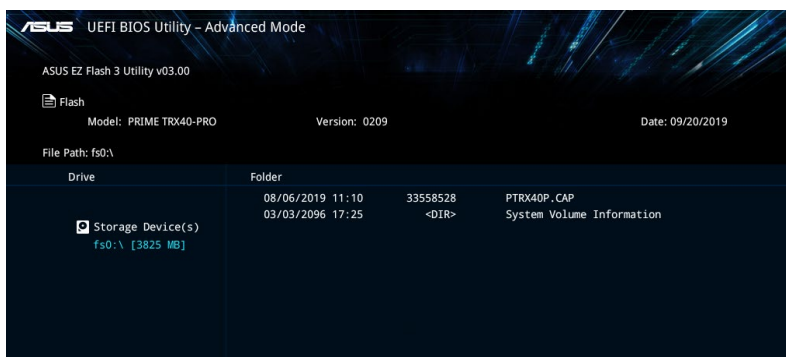 ASUS UEFI BIOS Utility – Advanced Mode
ASUS EZ Flash 3 Utility v03.00
Flash
Model: PRIME TRX40-PRO Version: 0209 Date: 09/20/2019
File Path: fs0:\
Drive Folder
08/06/2019 11:10 33558528 PTRX40P.CAP
03/03/2096 17:25 <DIR> System Volume Information
Storage Device(s)
fs0:\ [3825 MB]